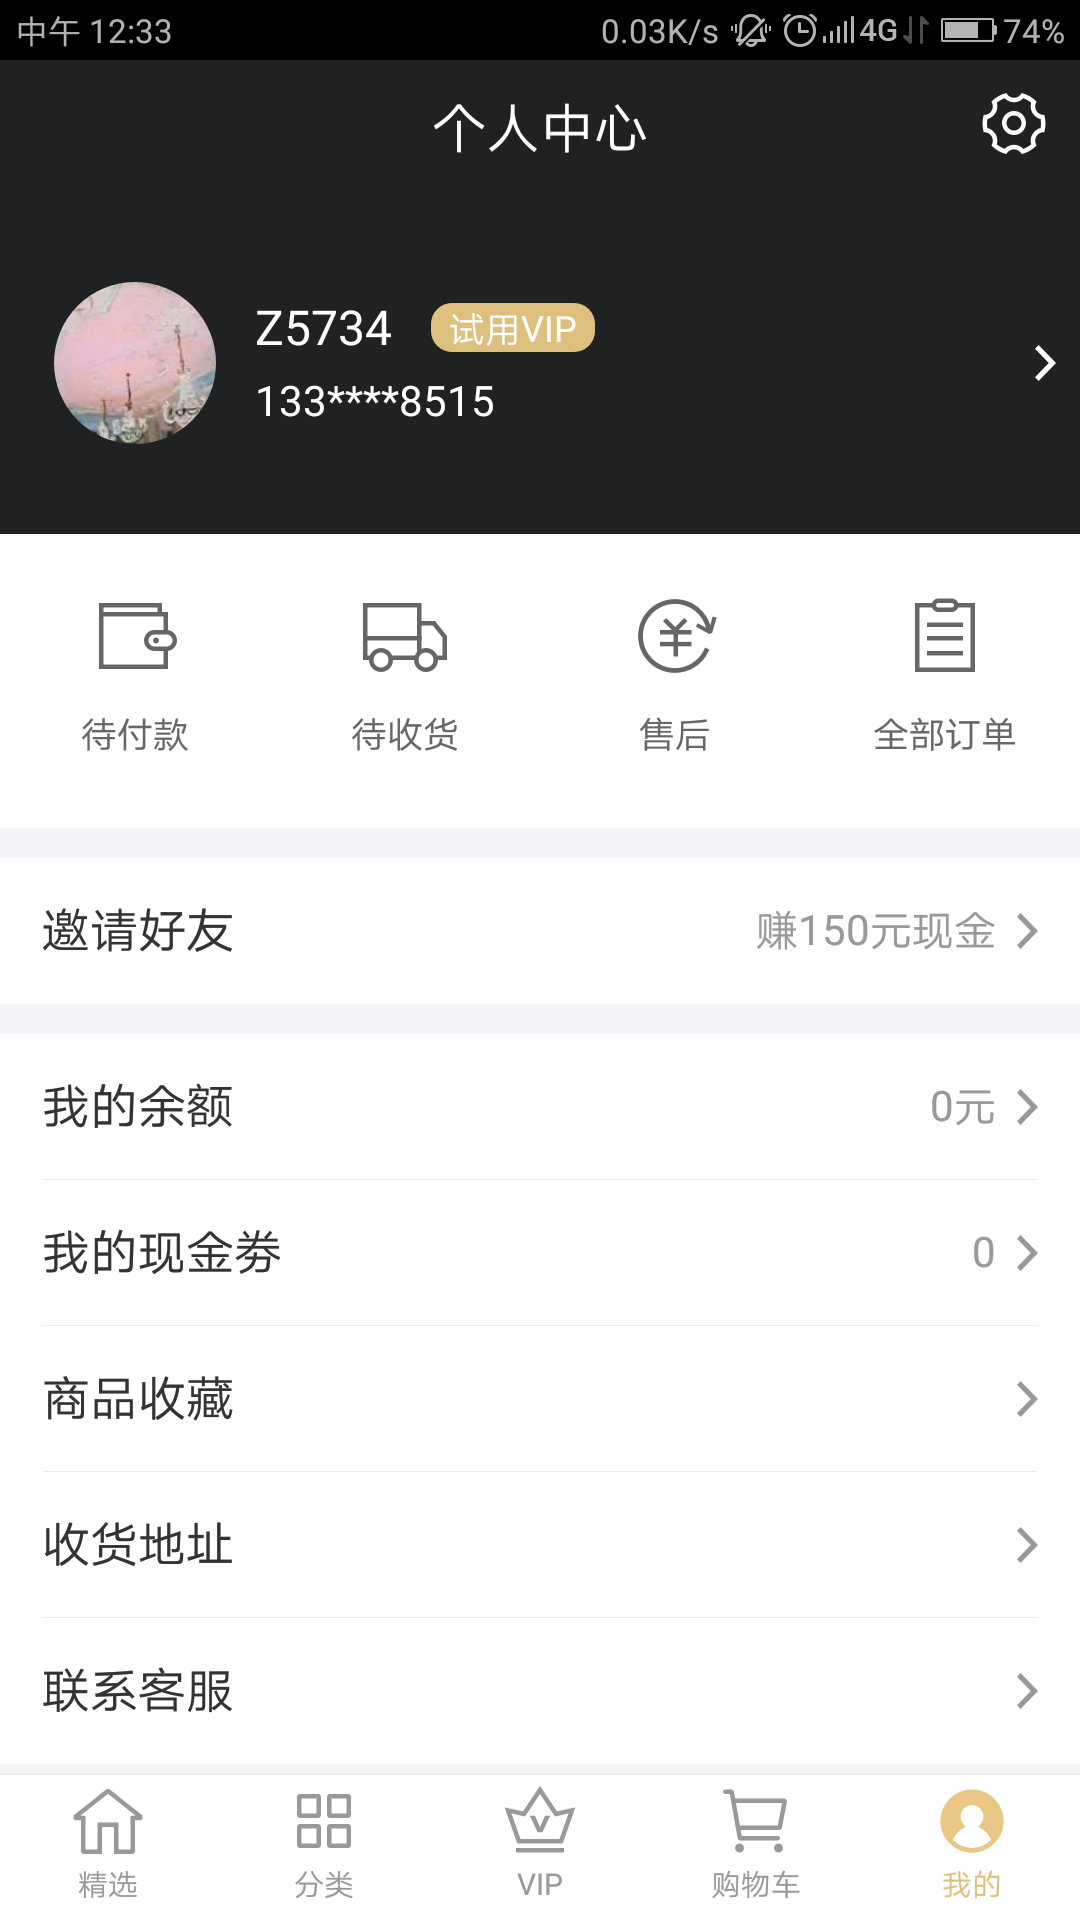 中午 12:33 0.03K/s 4G 74%
个人中心
Z5734 试用VIP
133****8515
待付款 待收货 售后 全部订单
邀请好友 赚150元现金
我的余额 0元
我的现金券 0
商品收藏
收货地址
联系客服
精选 分类 VIP 购物车 我的